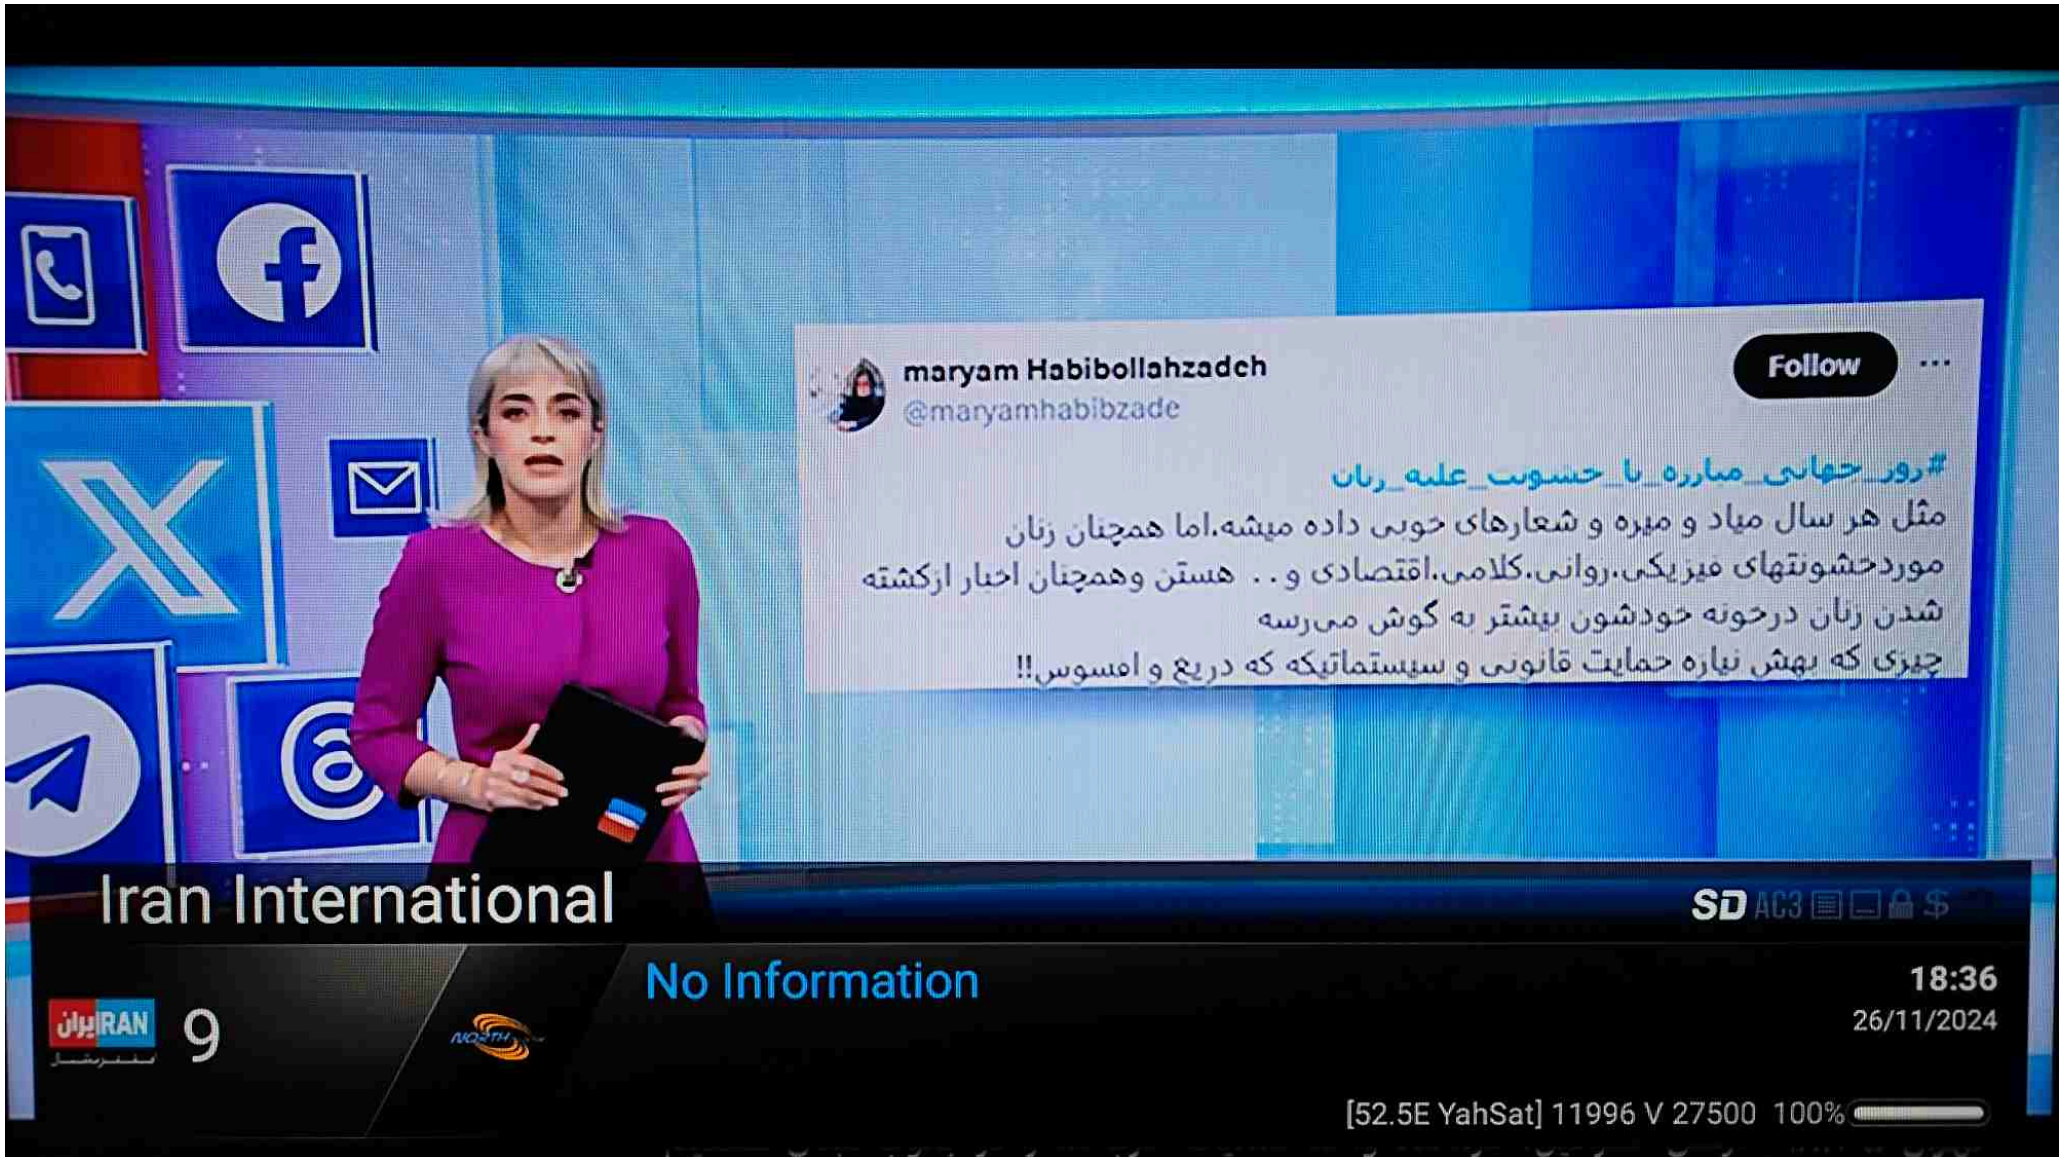 maryam Habibollahzadeh
@maryamhabibzade
Follow
#روز_جهانی_مبارزه_با_خشونت_علیه_زنان
مثل هر سال میاد و میره و شعارهای خوبی داده میشه.اما همچنان زنان
موردخشونتهای فیزیکی،روانی،کلامی،اقتصادی و.. هستن وهمچنان اخبار ازکشته
شدن زنان درخونه خودشون بیشتر به گوش می‌رسه
چیزی که بهش نیازه حمایت قانونی و سیستماتیکه که دریغ و افسوس!!
Iran International
SD AC3
No Information
18:36
26/11/2024
ایران IRAN
اینترنشنال
9
NORTH
[52.5E YahSat] 11996 V 27500 100%